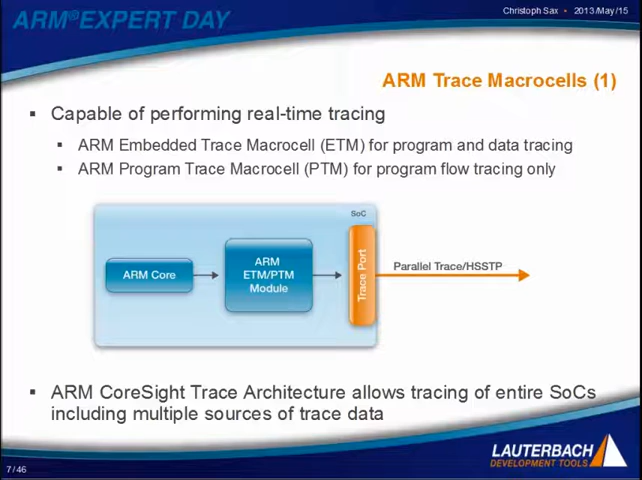 ARM®EXPERT DAY
Christoph Sax • 2013/May/15
ARM Trace Macrocells (1)
▪ Capable of performing real-time tracing
▪ ARM Embedded Trace Macrocell (ETM) for program and data tracing
▪ ARM Program Trace Macrocell (PTM) for program flow tracing only
SoC
ARM Core
ARM
ETM/PTM
Module
Trace Port
Parallel Trace/HSSTP
▪ ARM CoreSight Trace Architecture allows tracing of entire SoCs
including multiple sources of trace data
LAUTERBACH
DEVELOPMENT TOOLS
7 / 46